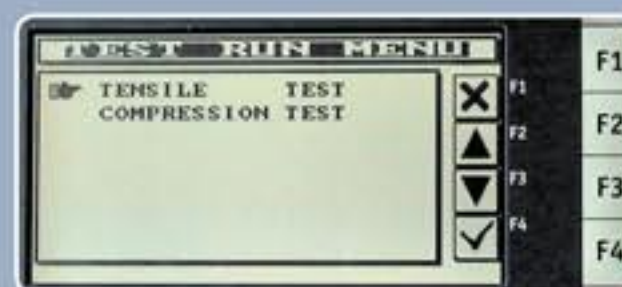 TEST RUN MENU
TENSILE TEST
COMPRESSION TEST
F1
F2
F3
F4
F1
F2
F3
F4